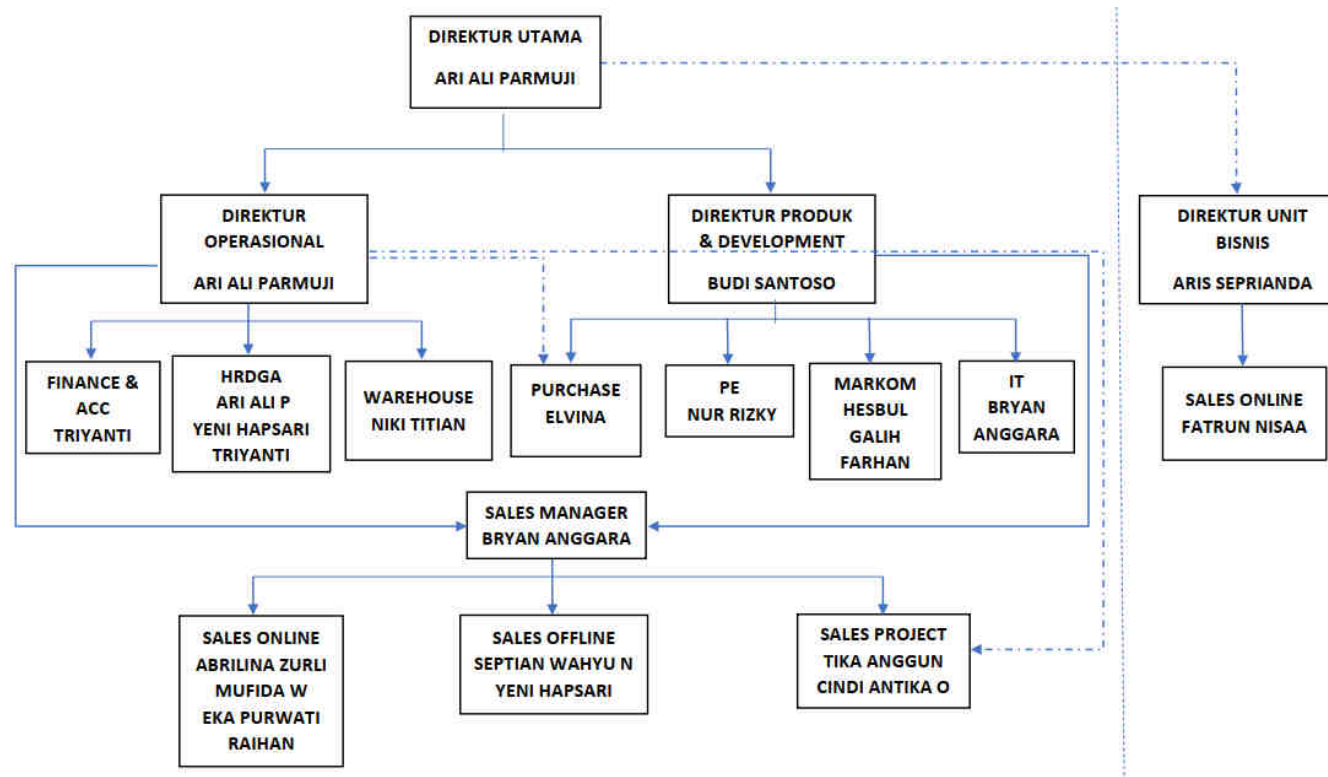 DIREKTUR UTAMA
ARI ALI PARMUJI
DIREKTUR
OPERASIONAL
ARI ALI PARMUJI
DIREKTUR PRODUK
& DEVELOPMENT
BUDI SANTOSO
DIREKTUR UNIT
BISNIS
ARIS SEPRIANDA
FINANCE &
ACC
TRIYANTI
HRDGA
ARI ALI P
YENI HAPSARI
TRIYANTI
WAREHOUSE
NIKI TITIAN
PURCHASE
ELVINA
PE
NUR RIZKY
MARKOM
HESBUL
GALIH
FARHAN
IT
BRYAN
ANGGARA
SALES ONLINE
FATRUN NISAA
SALES MANAGER
BRYAN ANGGARA
SALES ONLINE
ABRILINA ZURLI
MUFIDA W
EKA PURWATI
RAIHAN
SALES OFFLINE
SEPTIAN WAHYU N
YENI HAPSARI
SALES PROJECT
TIKA ANGGUN
CINDI ANTIKA O